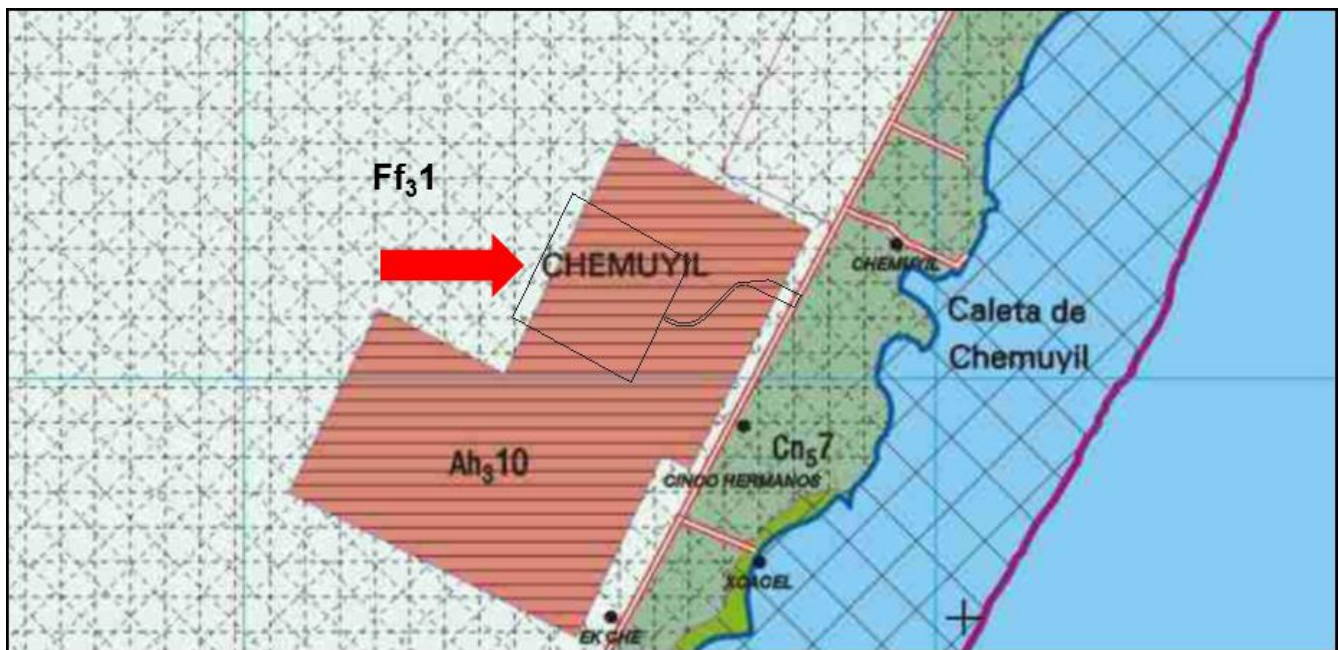 Ff₃1
CHEMUYIL
CHEMUYIL
Caleta de
Chemuyil
Ah₃10
Cn₅7
CINCO HERMANOS
XCACEL
EK CHE